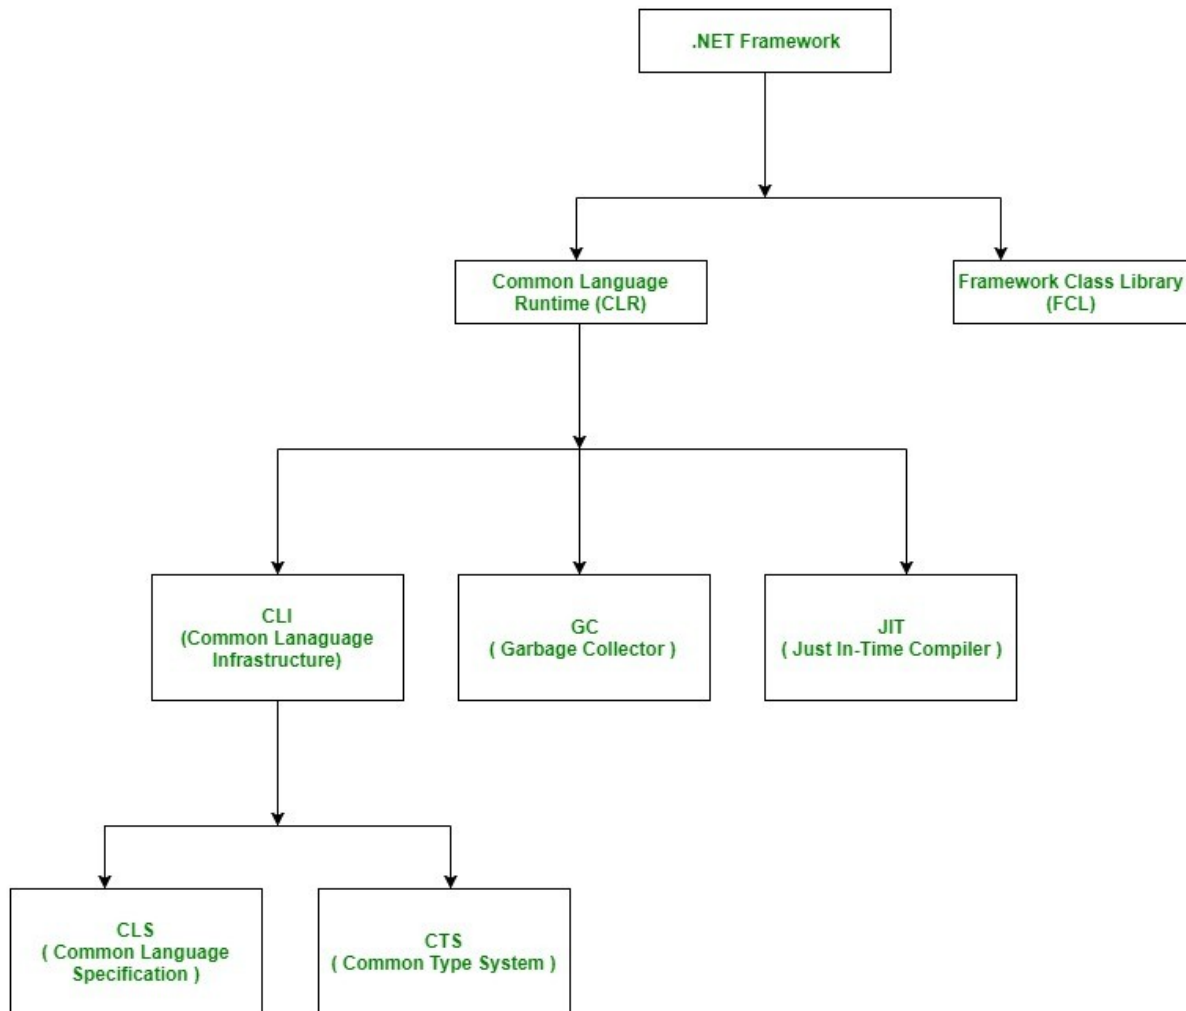 .NET Framework
Common Language
Runtime (CLR)
Framework Class Library
(FCL)
CLI
(Common Lanaguage
Infrastructure)
GC
( Garbage Collector )
JIT
( Just In-Time Compiler )
CLS
( Common Language
Specification )
CTS
( Common Type System )